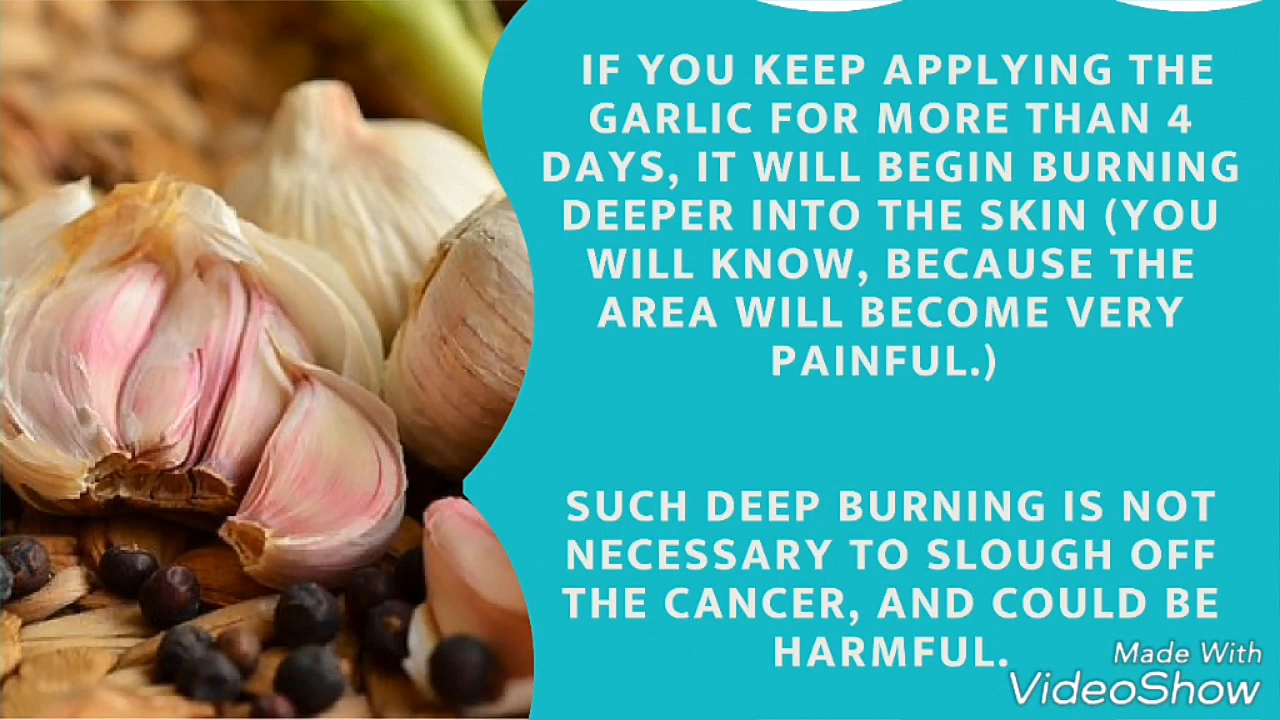 IF YOU KEEP APPLYING THE
GARLIC FOR MORE THAN 4
DAYS, IT WILL BEGIN BURNING
DEEPER INTO THE SKIN (YOU
WILL KNOW, BECAUSE THE
AREA WILL BECOME VERY
PAINFUL.)
SUCH DEEP BURNING IS NOT
NECESSARY TO SLOUGH OFF
THE CANCER, AND COULD BE
HARMFUL.
Made With
VideoShow